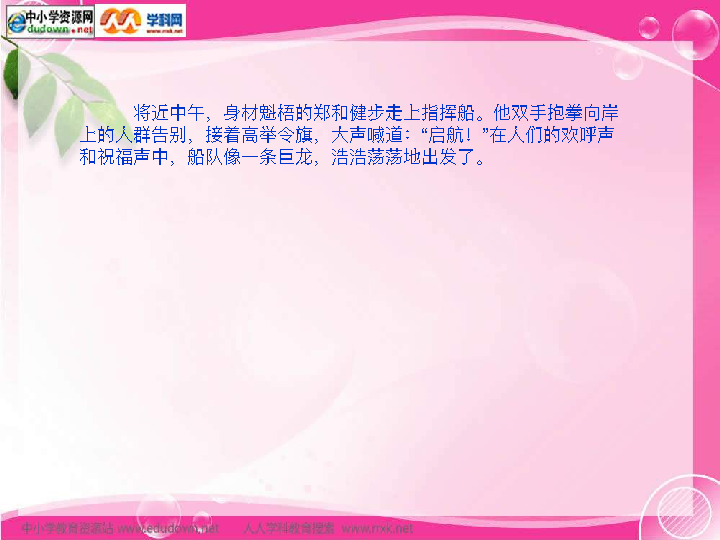 中小学资源网
edudown.net
学科网
www.rrxk.net
将近中午，身材魁梧的郑和健步走上指挥船。他双手抱拳向岸
上的人群告别，接着高举令旗，大声喊道：“启航！”在人们的欢呼声
和祝福声中，船队像一条巨龙，浩浩荡荡地出发了。
中小学教育资源站 www.edudown.net 人人学科教育搜索 www.rrxk.net